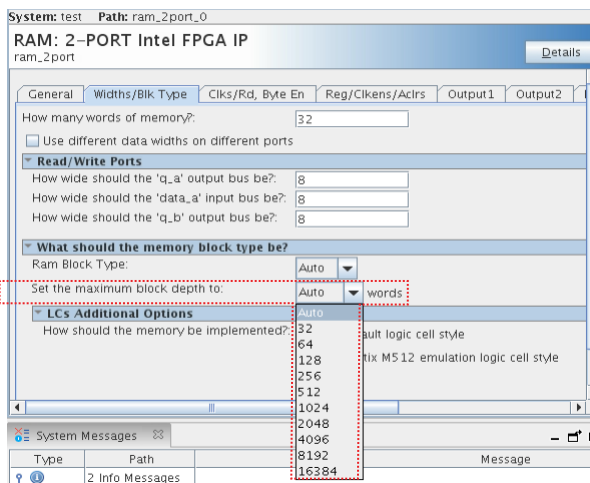 System: test Path: ram_2port_0
RAM: 2-PORT Intel FPGA IP
ram_2port
Details
General Widths/Blk Type Clks/Rd, Byte En Reg/Clkens/Aclrs Output1 Output2
How many words of memory?: 32
Use different data widths on different ports
Read/Write Ports
How wide should the 'q_a' output bus be?: 8
How wide should the 'data_a' input bus be?: 8
How wide should the 'q_b' output bus be?: 8
What should the memory block type be?
Ram Block Type: Auto
Set the maximum block depth to: Auto words
LCs Additional Options
How should the memory be implemented?:
ault logic cell style
tix M512 emulation logic cell style
Auto
32
64
128
256
512
1024
2048
4096
8192
16384
System Messages
Type Path Message
2 Info Messages